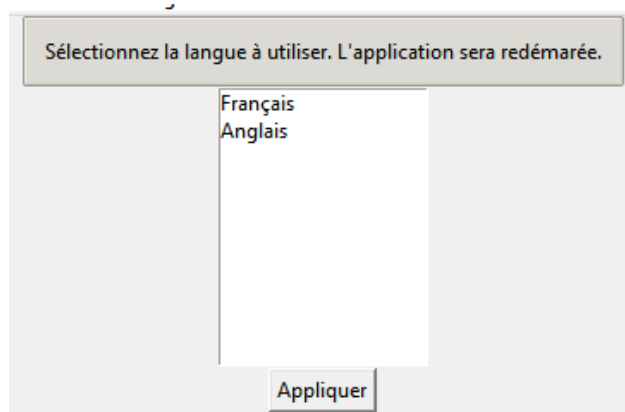 Sélectionnez la langue à utiliser. L'application sera redémarée.
Français
Anglais
Appliquer